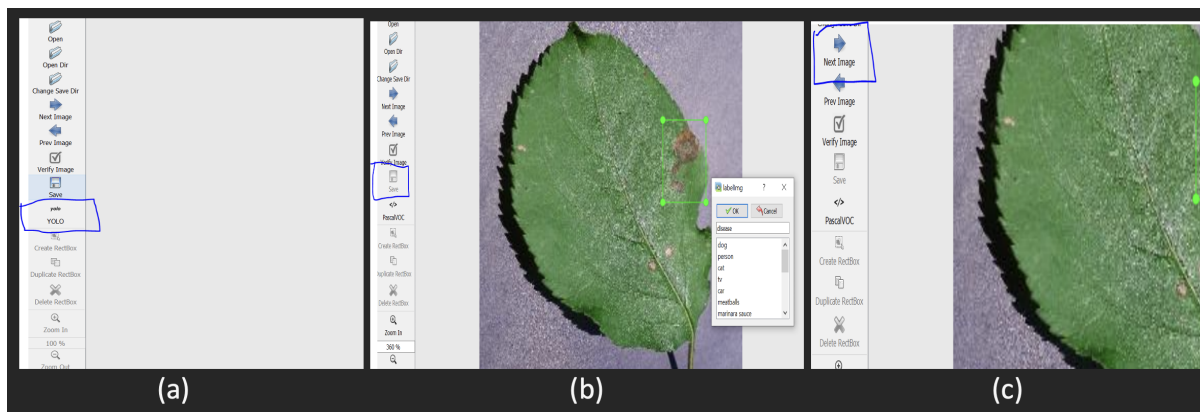 Open
Open Dir
Change Save Dir
Next Image
Prev Image
Verify Image
Save
yolo
YOLO
Create RectBox
Duplicate RectBox
Delete RectBox
Zoom In
100 %
Zoom Out
(a)
Open
Open Dir
Change Save Dir
Next Image
Prev Image
Verify Image
Save
</>
PascalVOC
Create RectBox
Duplicate RectBox
Delete RectBox
Zoom In
360 %
labelImg ? X
OK Cancel
disease
dog
person
cat
tv
car
meatballs
marinara sauce
(b)
Next Image
Prev Image
Verify Image
Save
</>
PascalVOC
Create RectBox
Duplicate RectBox
Delete RectBox
(c)